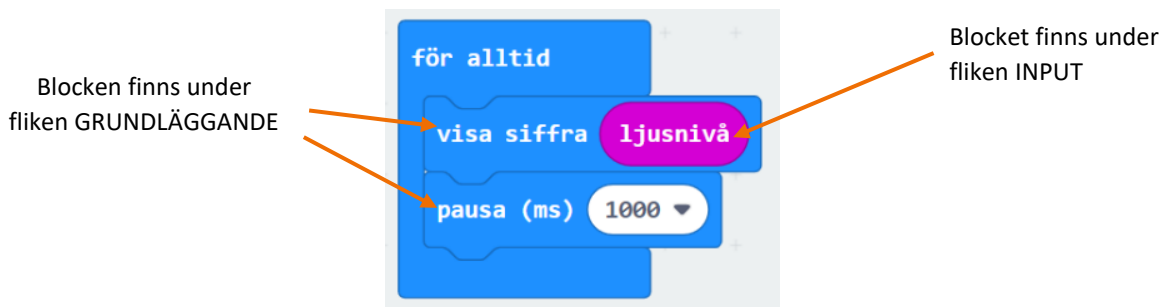 Blocken finns under
fliken GRUNDLÄGGANDE
för alltid
visa siffra ljusnivå
pausa (ms) 1000
Blocket finns under
fliken INPUT